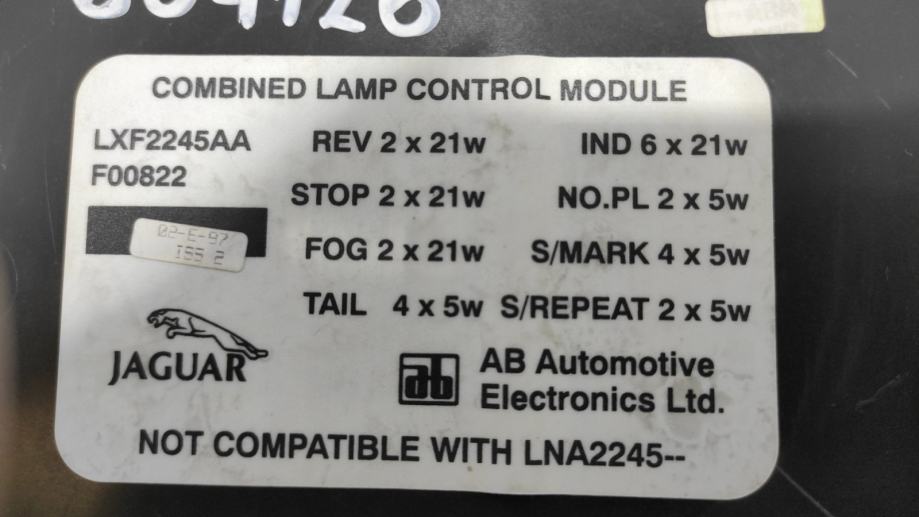 COMBINED LAMP CONTROL MODULE
LXF2245AA
F00822
02-E-97
ISS 2
REV 2 x 21w
IND 6 x 21w
STOP 2 x 21w
NO.PL 2 x 5w
FOG 2 x 21w
S/MARK 4 x 5w
TAIL 4 x 5w
S/REPEAT 2 x 5w
JAGUAR
ab
AB Automotive
Electronics Ltd.
NOT COMPATIBLE WITH LNA2245--